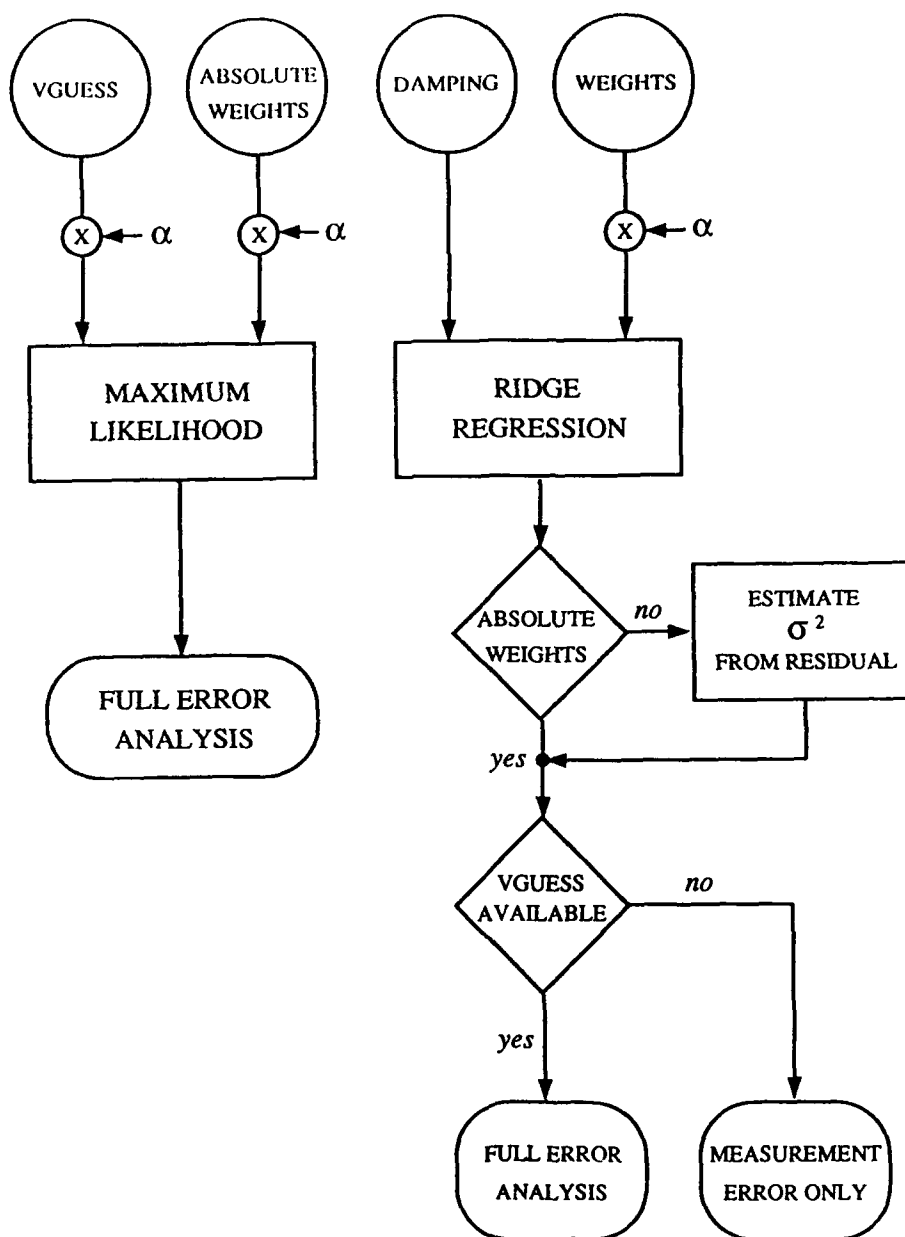 VGUESS
ABSOLUTE
WEIGHTS
DAMPING
WEIGHTS
X
α
X
α
X
α
MAXIMUM
LIKELIHOOD
RIDGE
REGRESSION
ABSOLUTE
WEIGHTS
no
ESTIMATE
σ²
FROM RESIDUAL
FULL ERROR
ANALYSIS
yes
VGUESS
AVAILABLE
no
yes
FULL ERROR
ANALYSIS
MEASUREMENT
ERROR ONLY